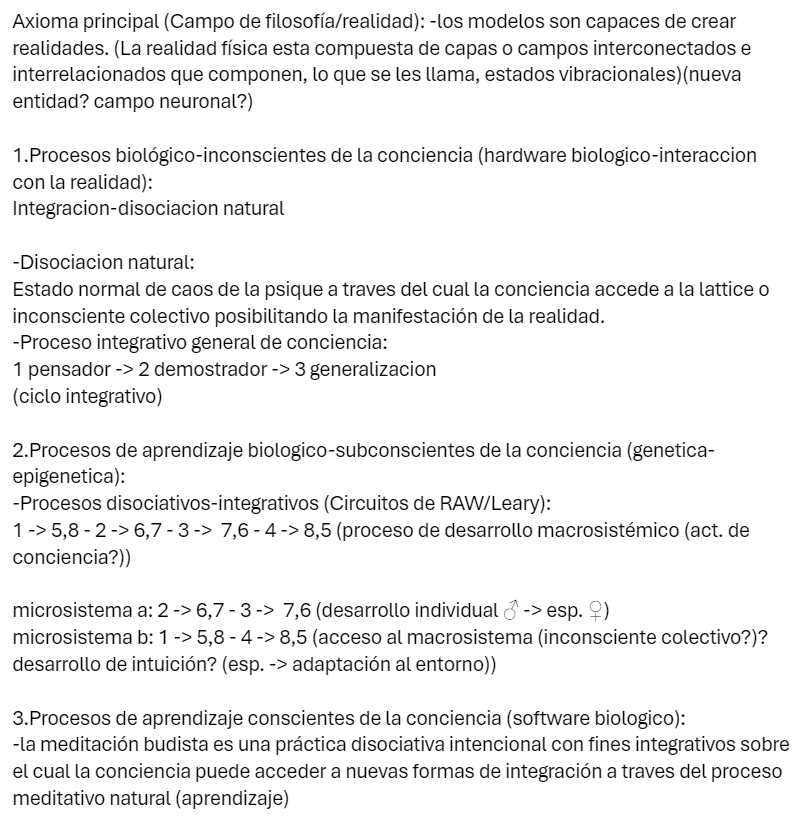 Axioma principal (Campo de filosofía/realidad): -los modelos son capaces de crear
realidades. (La realidad física esta compuesta de capas o campos interconectados e
interrelacionados que componen, lo que se les llama, estados vibracionales)(nueva
entidad? campo neuronal?)
1.Procesos biológico-inconscientes de la conciencia (hardware biologico-interaccion
con la realidad):
Integracion-disociacion natural
-Disociacion natural:
Estado normal de caos de la psique a traves del cual la conciencia accede a la lattice o
inconsciente colectivo posibilitando la manifestación de la realidad.
-Proceso integrativo general de conciencia:
1 pensador -> 2 demostrador -> 3 generalizacion
(ciclo integrativo)
2.Procesos de aprendizaje biologico-subconscientes de la conciencia (genetica-
epigenetica):
-Procesos disociativos-integrativos (Circuitos de RAW/Leary):
1 -> 5,8 - 2 -> 6,7 - 3 -> 7,6 - 4 -> 8,5 (proceso de desarrollo macrosistémico (act. de
conciencia?))
microsistema a: 2 -> 6,7 - 3 -> 7,6 (desarrollo individual ♂ -> esp. ♀)
microsistema b: 1 -> 5,8 - 4 -> 8,5 (acceso al macrosistema (inconsciente colectivo?)?
desarrollo de intuición? (esp. -> adaptación al entorno))
3.Procesos de aprendizaje conscientes de la conciencia (software biologico):
-la meditación budista es una práctica disociativa intencional con fines integrativos sobre
el cual la conciencia puede acceder a nuevas formas de integración a traves del proceso
meditativo natural (aprendizaje)